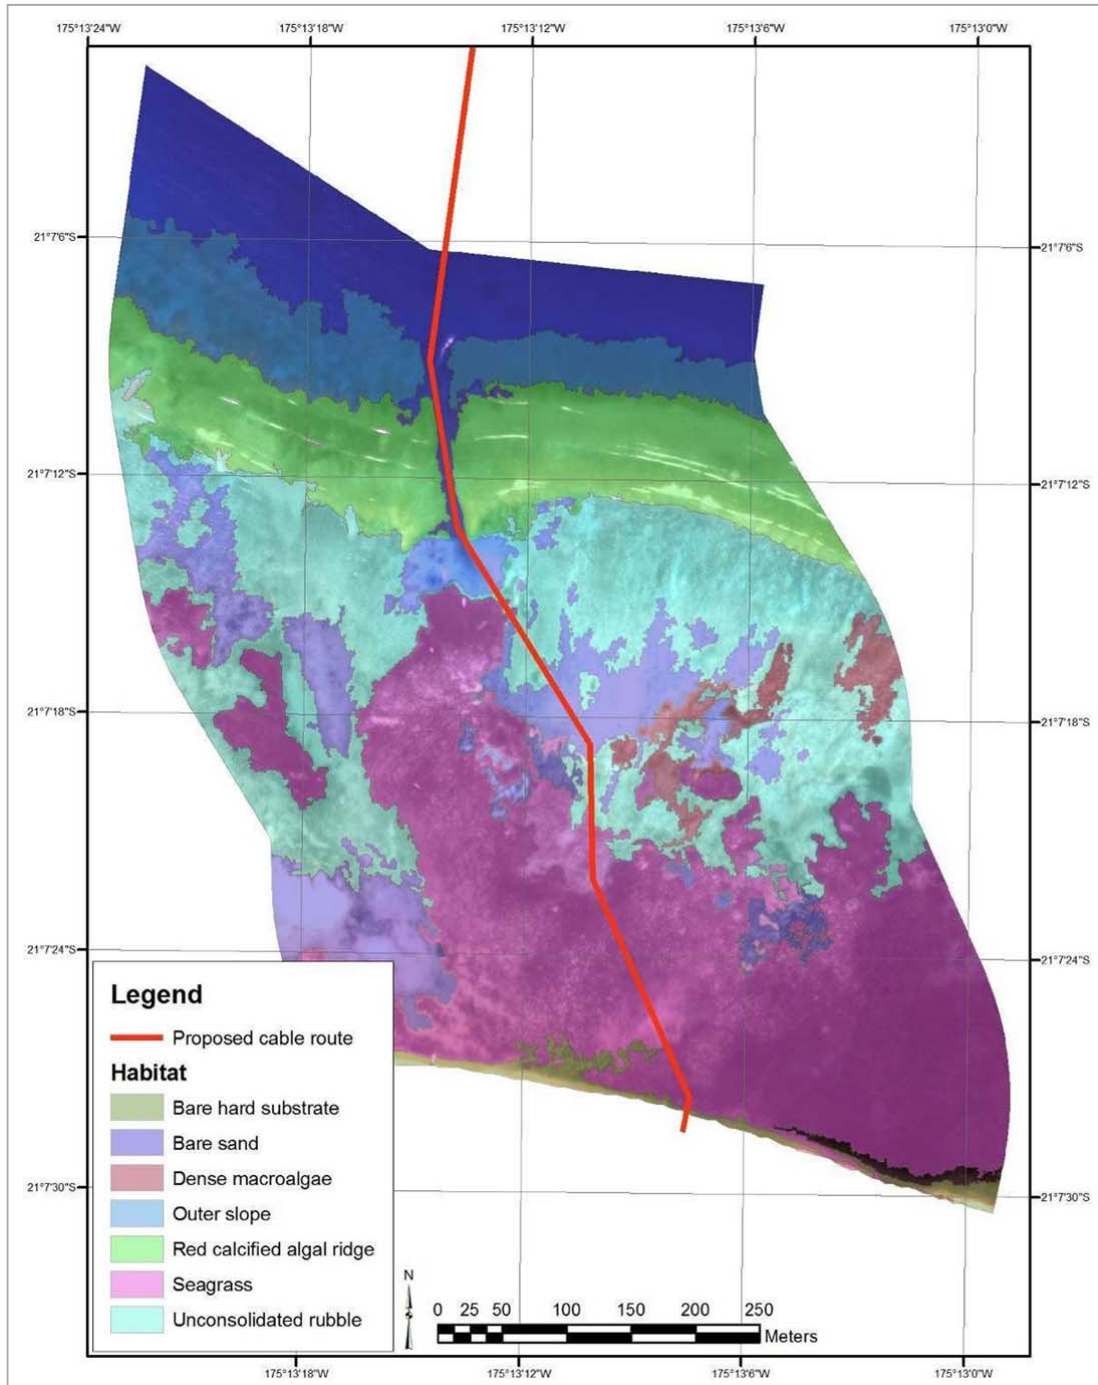 175°13'24"W 175°13'18"W 175°13'12"W 175°13'6"W 175°13'0"W
21°7'6"S 21°7'6"S
21°7'12"S 21°7'12"S
21°7'18"S 21°7'18"S
21°7'24"S 21°7'24"S
Legend
Proposed cable route
Habitat
Bare hard substrate
Bare sand
Dense macroalgae
21°7'30"S 21°7'30"S
Outer slope
Red calcified algal ridge
Seagrass
Unconsolidated rubble
N
S
0 25 50 100 150 200 250
Meters
175°13'18"W 175°13'12"W 175°13'6"W 175°13'0"W